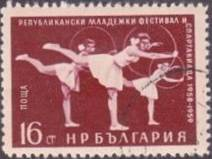 РЕПУБЛИКАНСКИ МЛАДЕЖКИ ФЕСТИВАЛ И
СПАРТАКИАДА 1958-1959
ПОЩА
16 СТ
НР БЪЛГАРИЯ